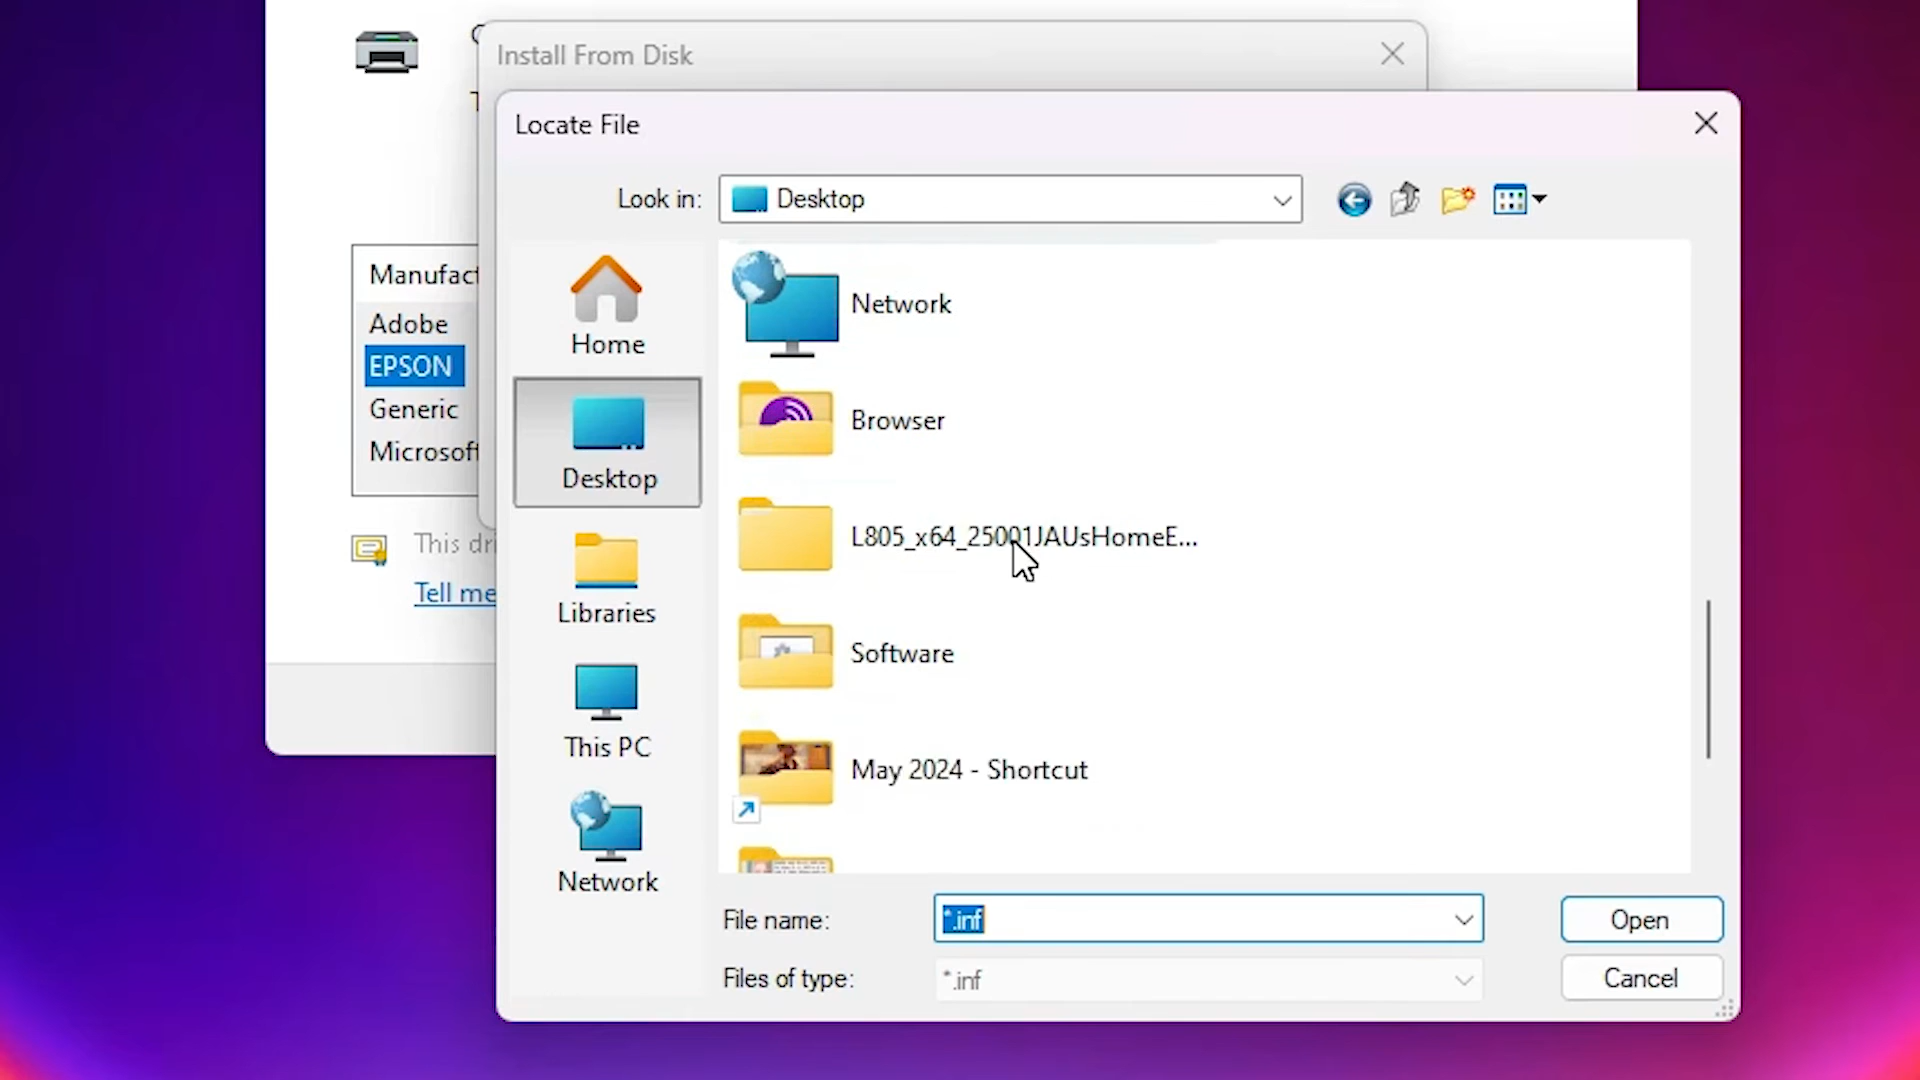 Install From Disk
Locate File
Look in:
Desktop
Manufact
Adobe
EPSON
Generic
Microsoft
This dri
Tell me
Home
Desktop
Libraries
This PC
Network
Network
Browser
L805_x64_25001JAUsHomeE...
Software
May 2024 - Shortcut
File name:
*.inf
Open
Files of type:
*.inf
Cancel